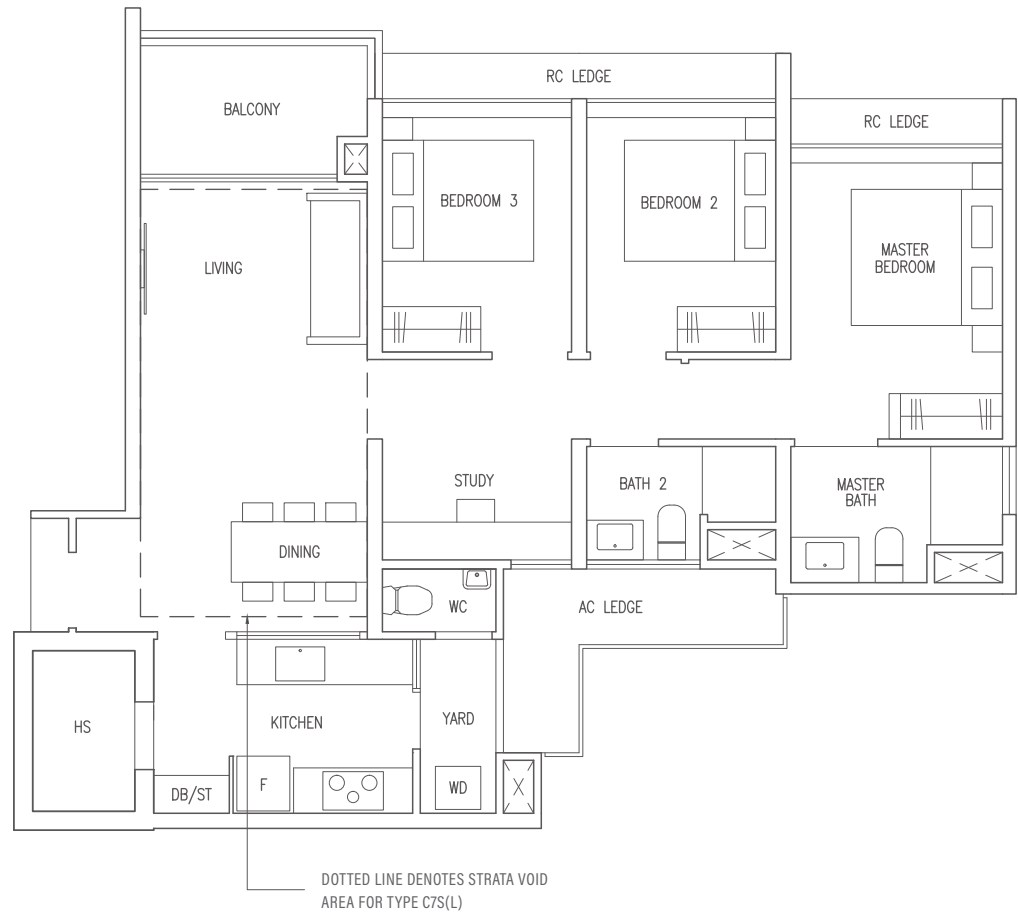 RC LEDGE
BALCONY
RC LEDGE
BEDROOM 3
BEDROOM 2
MASTER
BEDROOM
LIVING
STUDY
BATH 2
MASTER
BATH
DINING
WC
AC LEDGE
HS
KITCHEN
YARD
DB/ST
F
WD
DOTTED LINE DENOTES STRATA VOID
AREA FOR TYPE C7S(L)